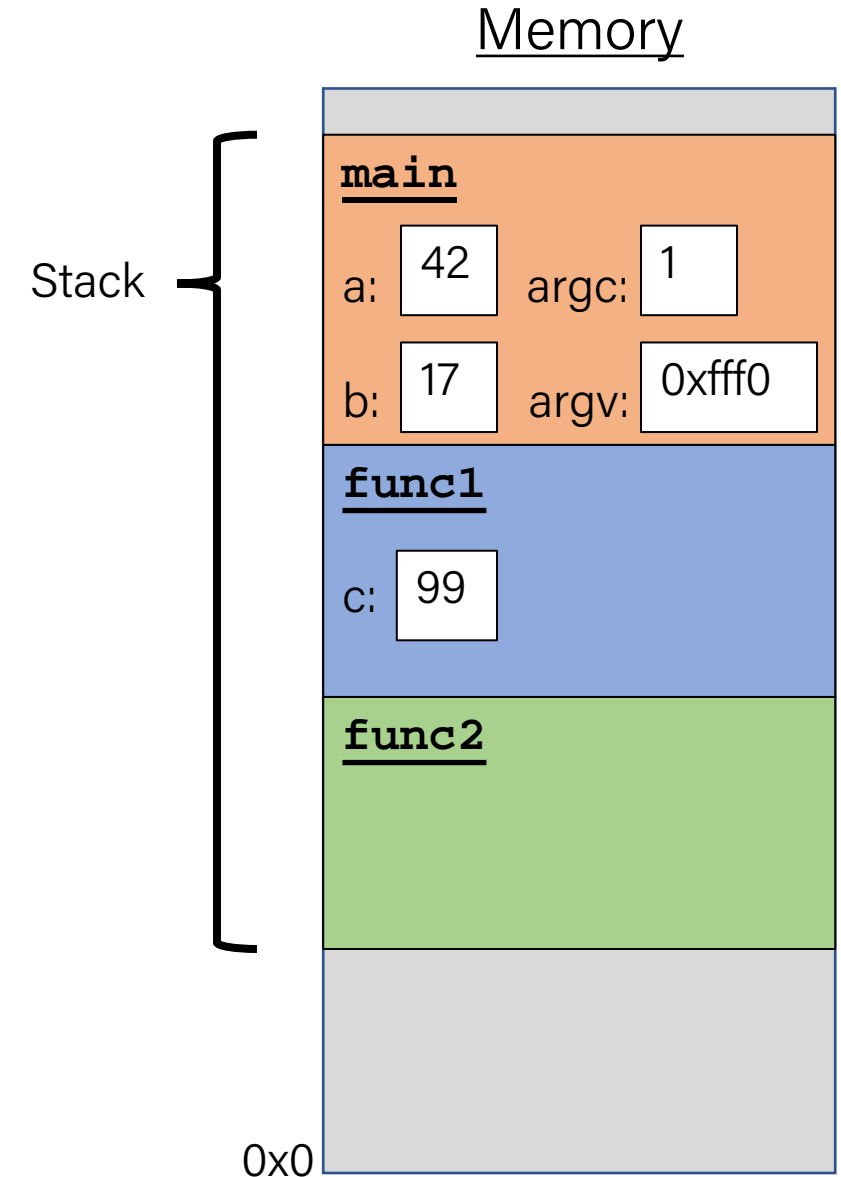 Memory
Stack
main
a: 42 argc: 1
b: 17 argv: 0xfff0
func1
c: 99
func2
0x0